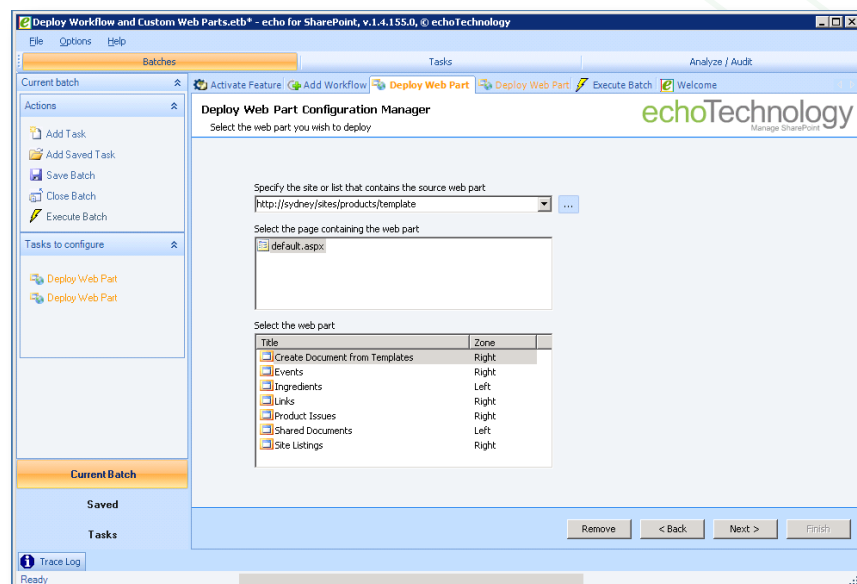 Deploy Workflow and Custom Web Parts.etb* - echo for SharePoint, v.1.4.155.0, © echoTechnology
File Options Help
Batches Tasks Analyze / Audit
Current batch
Activate Feature Add Workflow Deploy Web Part Deploy Web Part Execute Batch Welcome
Actions
Add Task
Add Saved Task
Save Batch
Close Batch
Execute Batch
Tasks to configure
Deploy Web Part
Deploy Web Part
Current Batch
Saved
Tasks
Deploy Web Part Configuration Manager
Select the web part you wish to deploy
echoTechnology
Manage SharePoint
Specify the site or list that contains the source web part
http://sydney/sites/products/template
...
Select the page containing the web part
default.aspx
Select the web part
Title Zone
Create Document from Templates Right
Events Right
Ingredients Left
Links Right
Product Issues Right
Shared Documents Left
Site Listings Right
Remove < Back Next > Finish
Trace Log
Ready